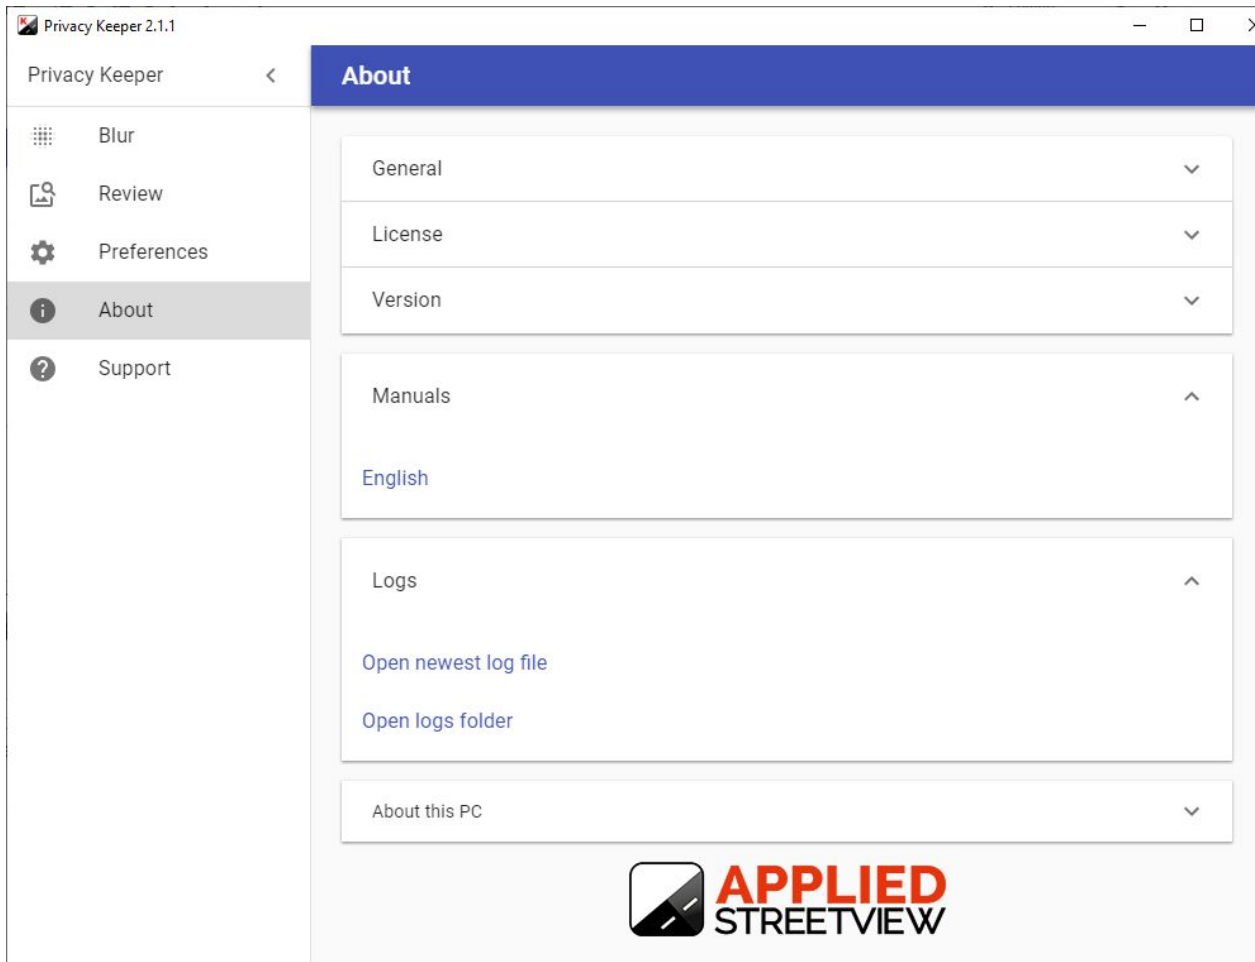 Privacy Keeper 2.1.1
Privacy Keeper
About
Blur
Review
Preferences
About
Support
General
License
Version
Manuals
English
Logs
Open newest log file
Open logs folder
About this PC
APPLIED
STREETVIEW